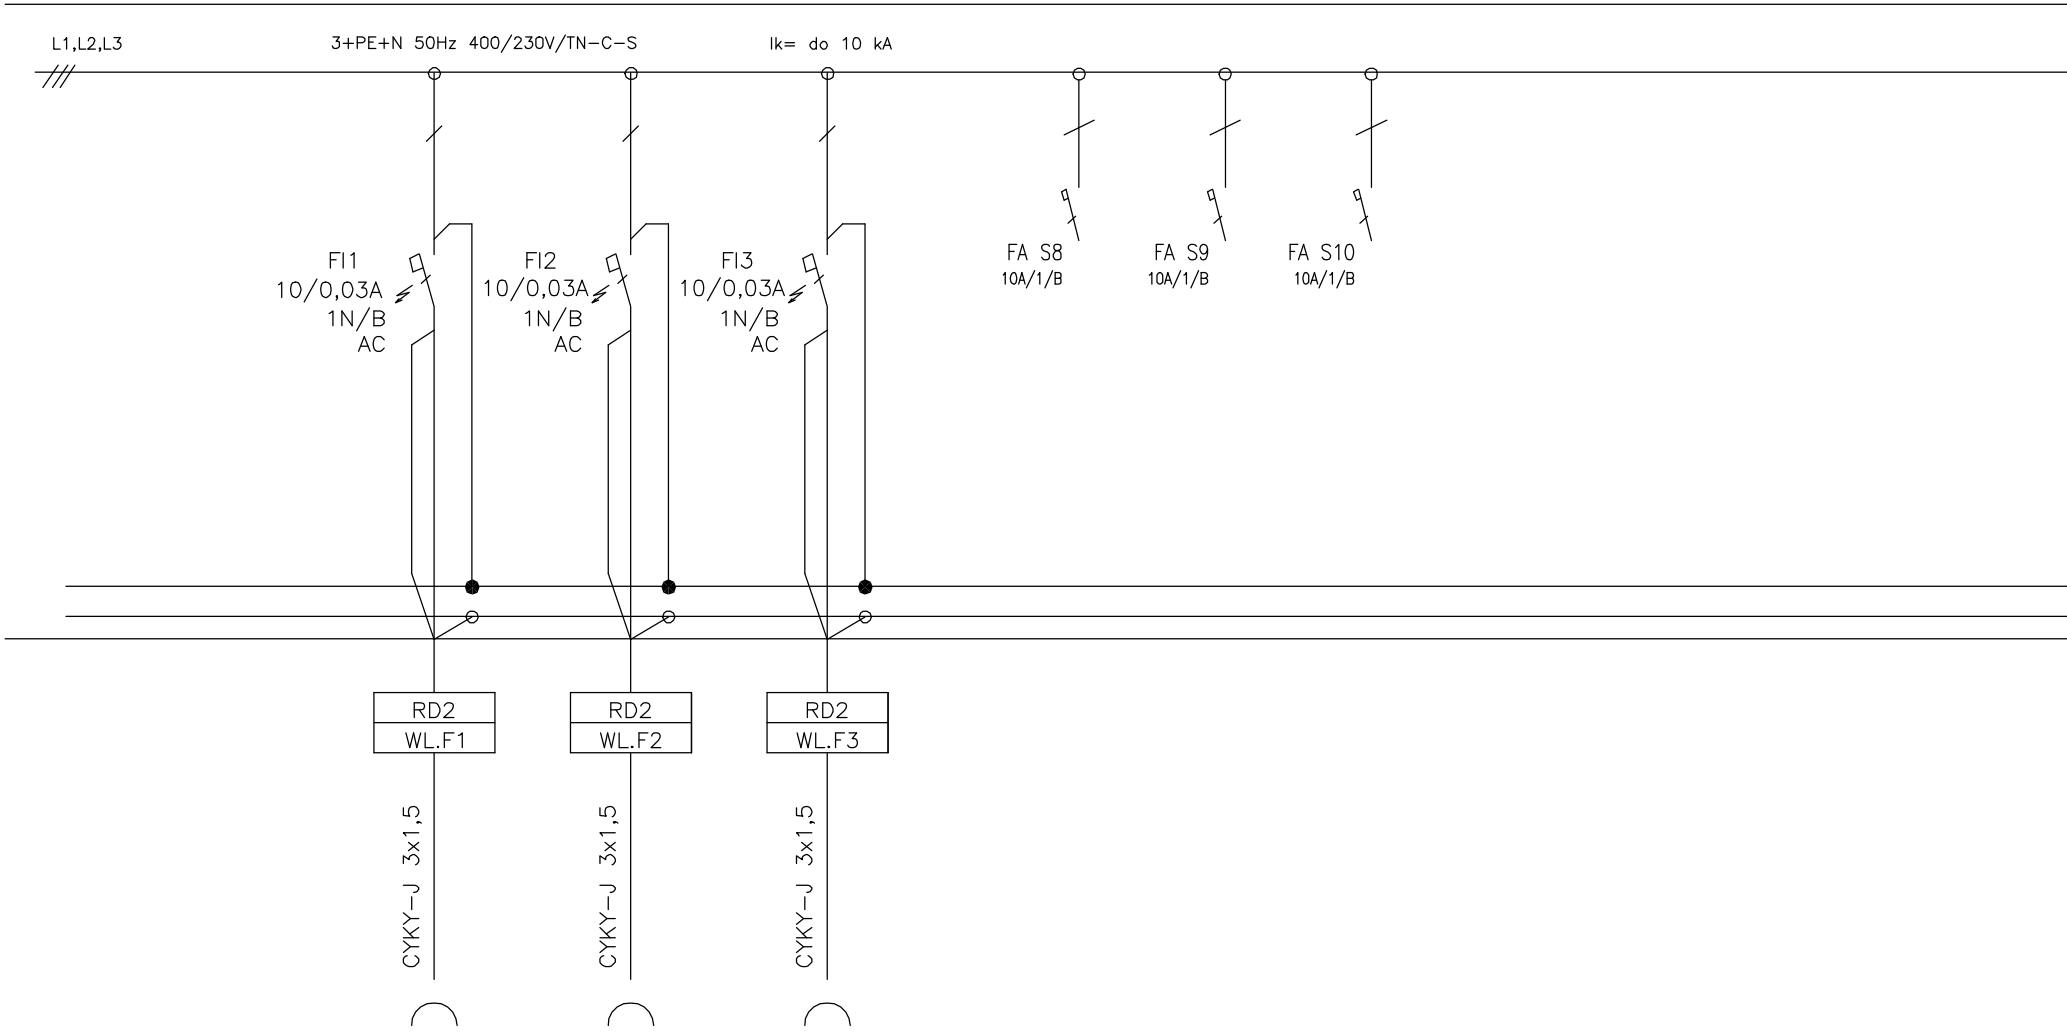 L1,L2,L3
3+PE+N 50Hz 400/230V/TN-C-S
Ik= do 10 kA
FI1
10/0,03A
1N/B
AC
FI2
10/0,03A
1N/B
AC
FI3
10/0,03A
1N/B
AC
FA S8
10A/1/B
FA S9
10A/1/B
FA S10
10A/1/B
RD2
WL.F1
RD2
WL.F2
RD2
WL.F3
CYKY-J 3x1,5
CYKY-J 3x1,5
CYKY-J 3x1,5